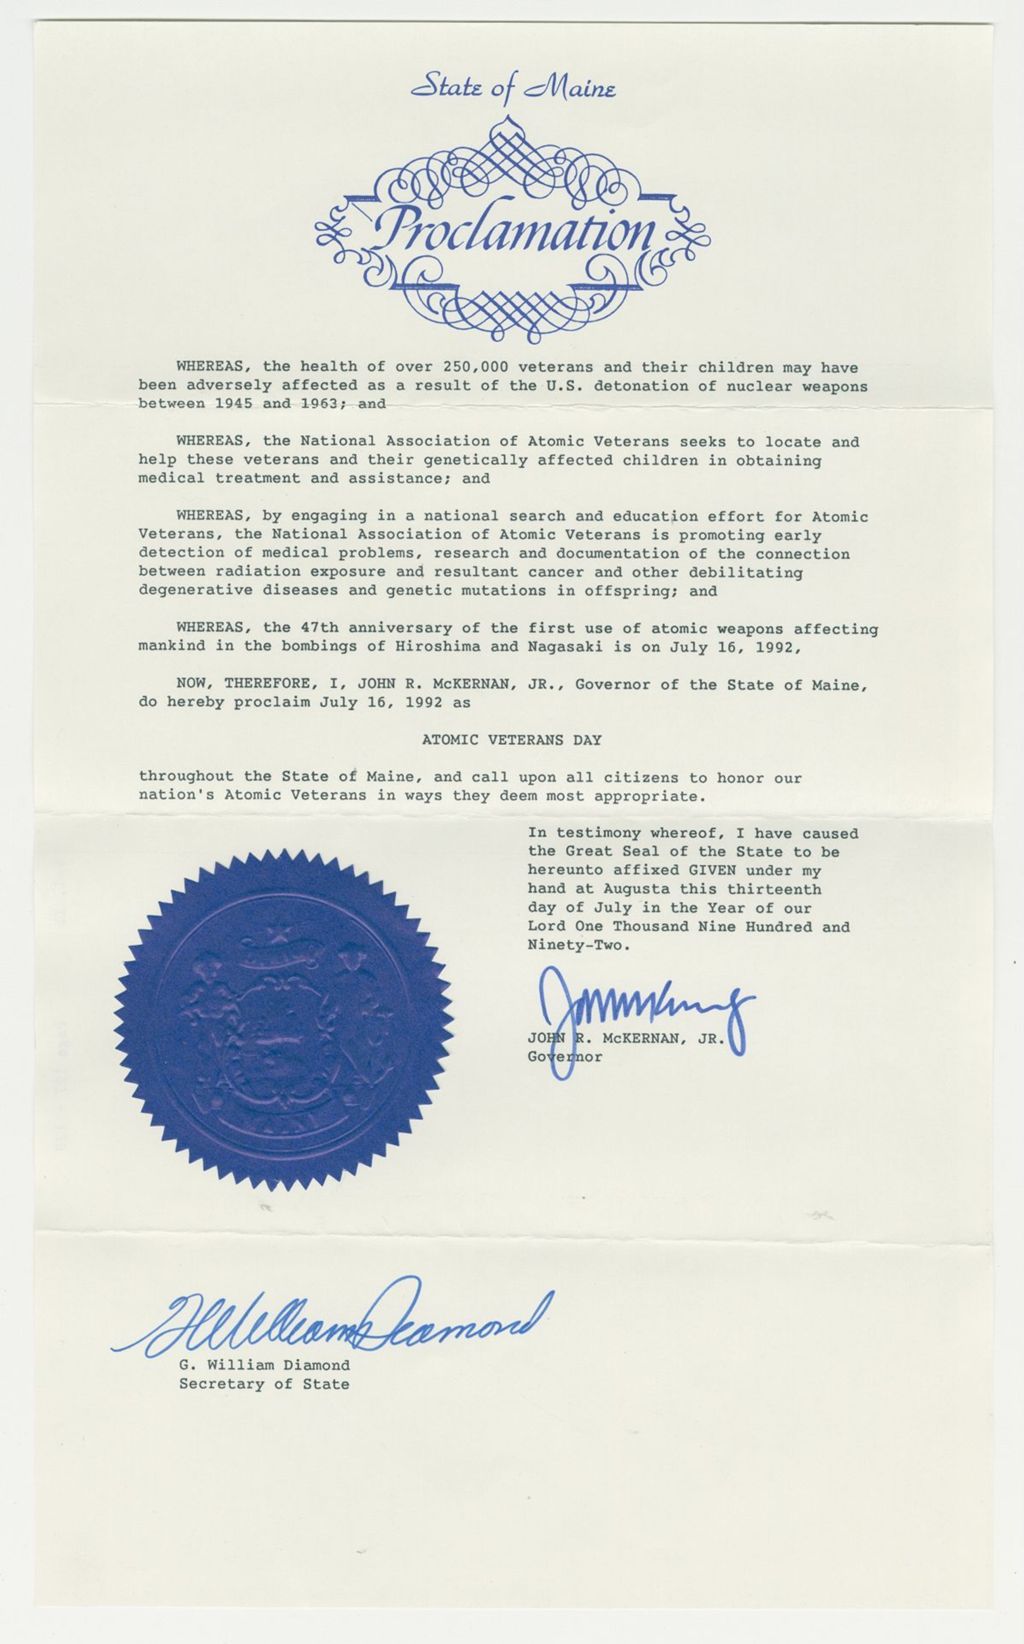 State of Maine
Proclamation
WHEREAS, the health of over 250,000 veterans and their children may have
been adversely affected as a result of the U.S. detonation of nuclear weapons
between 1945 and 1963; and
WHEREAS, the National Association of Atomic Veterans seeks to locate and
help these veterans and their genetically affected children in obtaining
medical treatment and assistance; and
WHEREAS, by engaging in a national search and education effort for Atomic
Veterans, the National Association of Atomic Veterans is promoting early
detection of medical problems, research and documentation of the connection
between radiation exposure and resultant cancer and other debilitating
degenerative diseases and genetic mutations in offspring; and
WHEREAS, the 47th anniversary of the first use of atomic weapons affecting
mankind in the bombings of Hiroshima and Nagasaki is on July 16, 1992,
NOW, THEREFORE, I, JOHN R. McKERNAN, JR., Governor of the State of Maine,
do hereby proclaim July 16, 1992 as
ATOMIC VETERANS DAY
throughout the State of Maine, and call upon all citizens to honor our
nation's Atomic Veterans in ways they deem most appropriate.
In testimony whereof, I have caused
the Great Seal of the State to be
hereunto affixed GIVEN under my
hand at Augusta this thirteenth
day of July in the Year of our
Lord One Thousand Nine Hundred and
Ninety-Two.
JOHN R. McKERNAN, JR.
Governor
MAINE
G William Diamond
G. William Diamond
Secretary of State